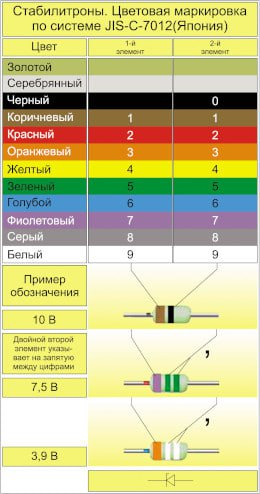 Стабилитроны. Цветовая маркировка
по системе JIS-C-7012(Япония)
Цвет 1-й элемент 2-й элемент
Золотой
Серебрянный
Черный 0
Коричневый 1 1
Красный 2 2
Оранжевый 3 3
Желтый 4 4
Зеленый 5 5
Голубой 6 6
Фиолетовый 7 7
Серый 8 8
Белый 9 9
Пример
обозначения
10 В
Двойной второй
элемент указы-
вает на запятую
между цифрами
,
7,5 В
,
3,9 В